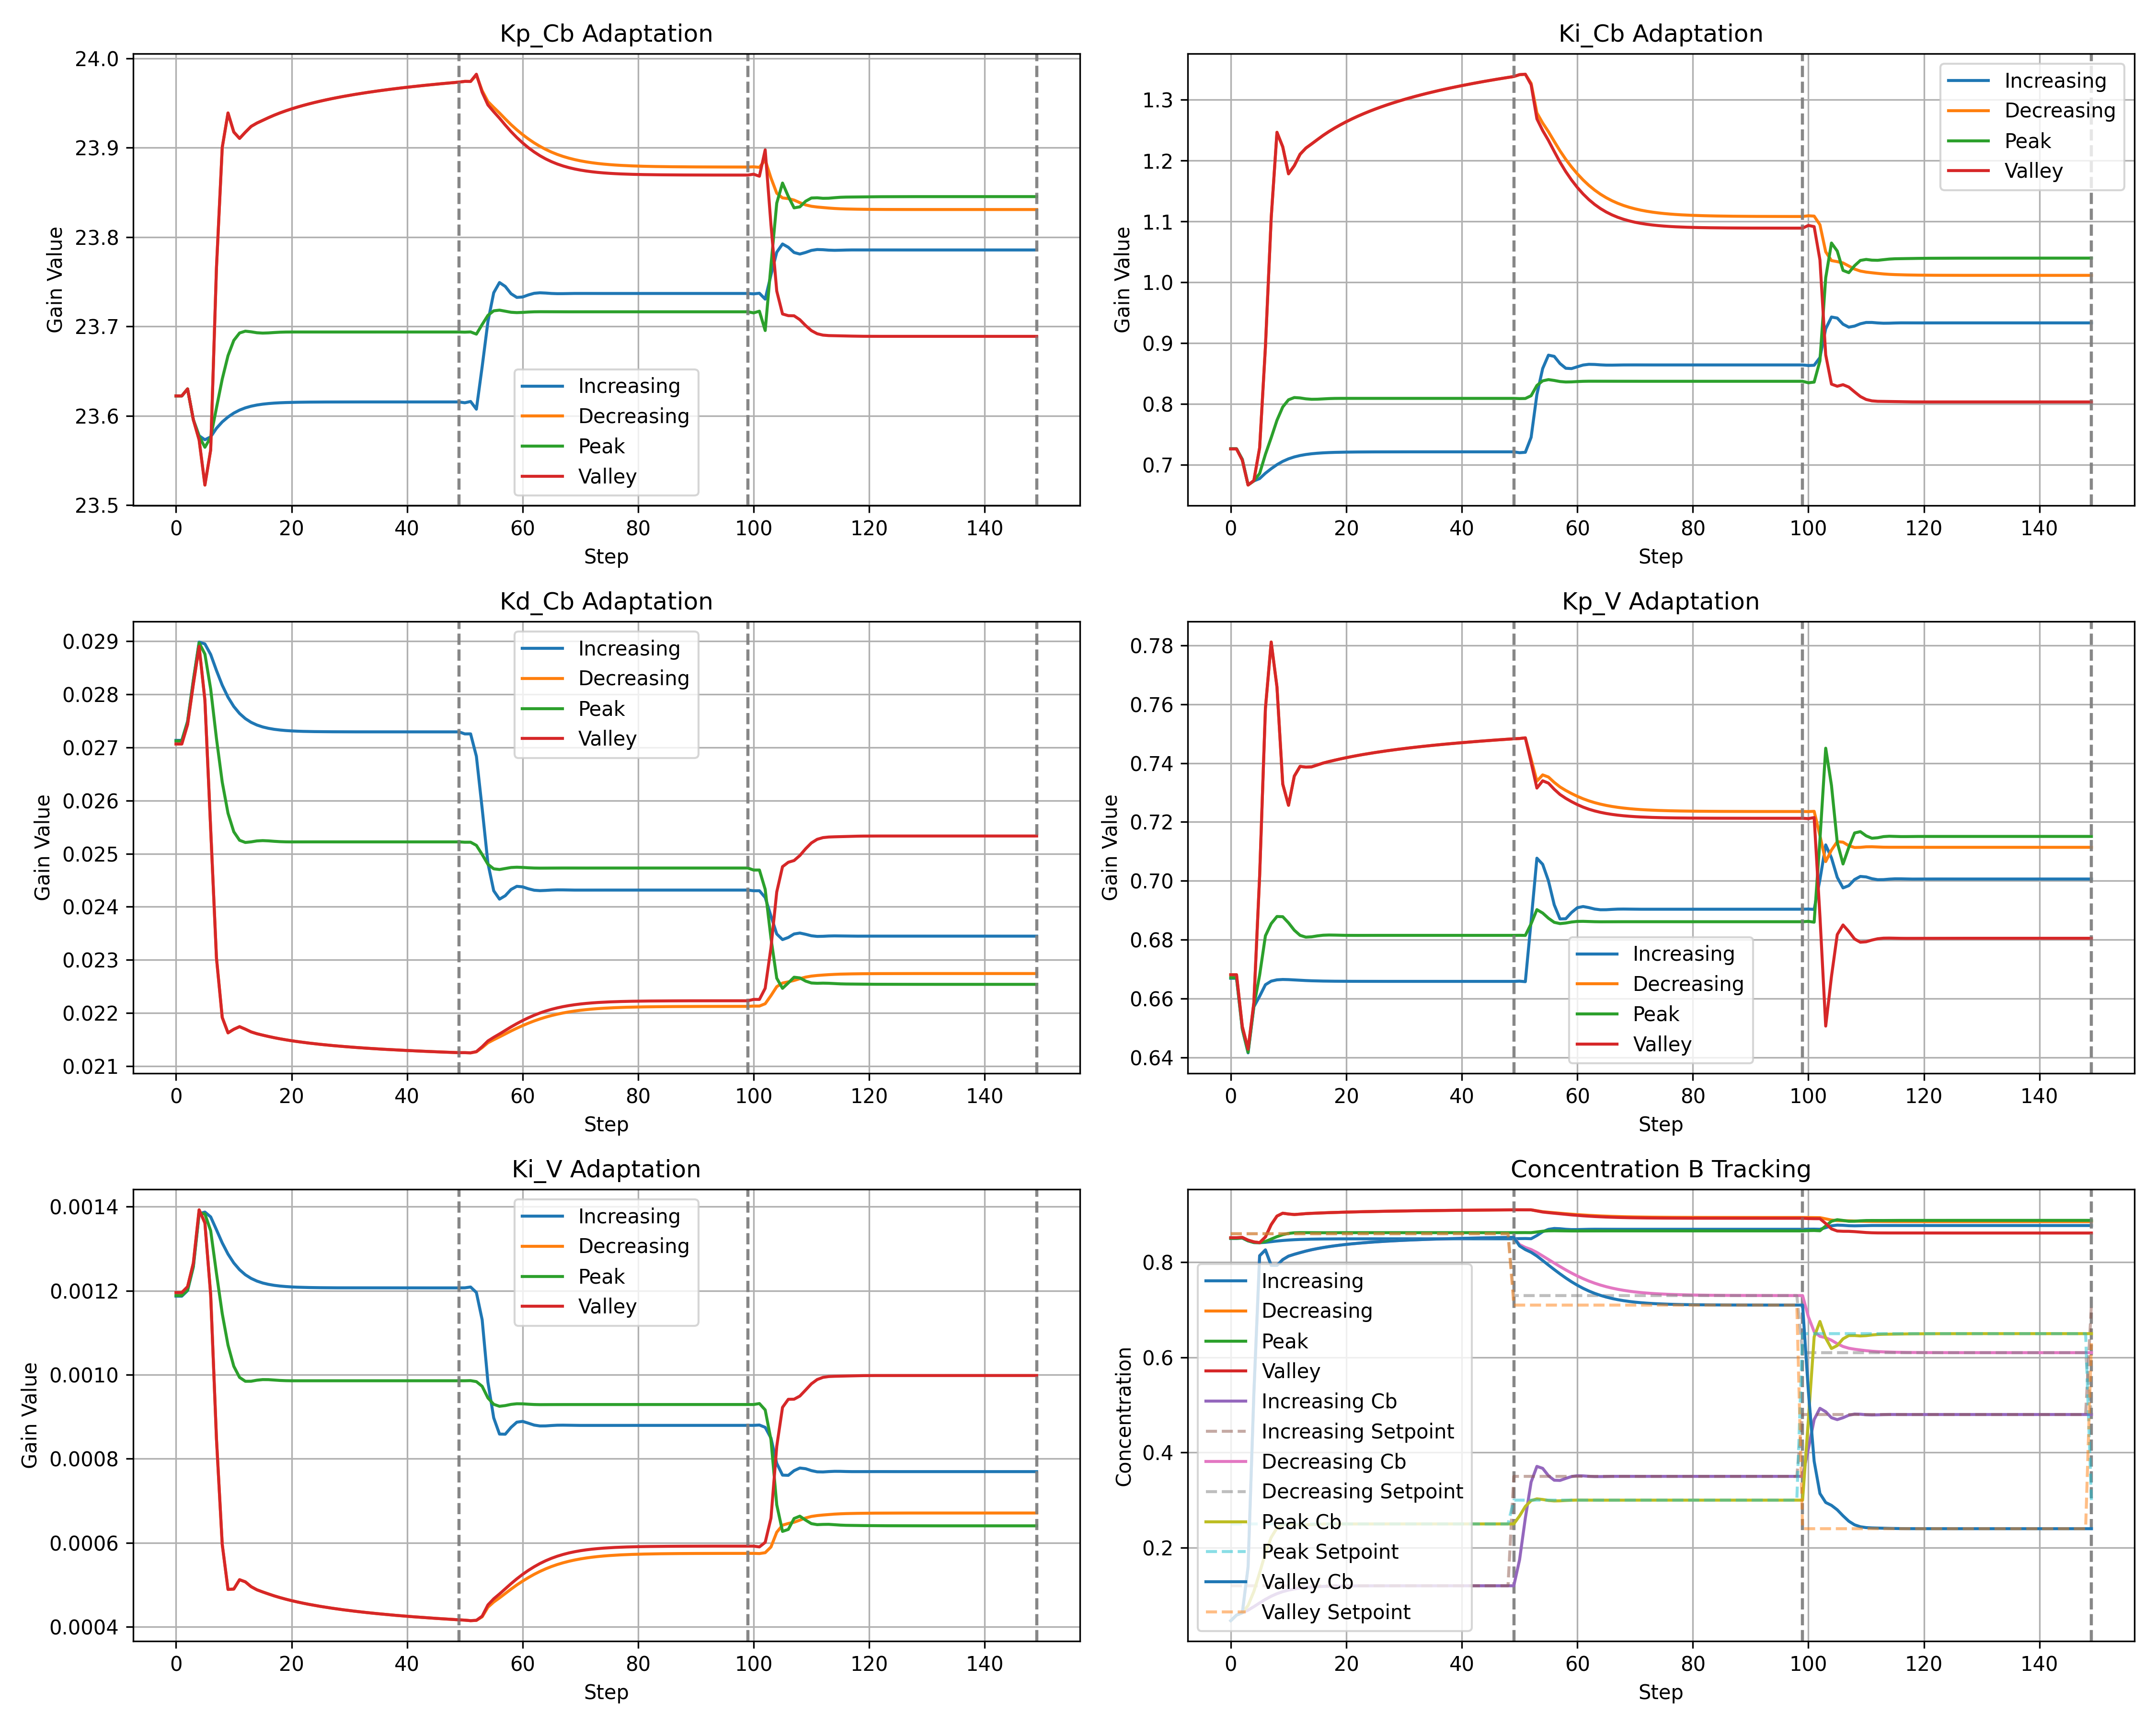 Kp_Cb Adaptation
24.0
23.9
23.8
23.7
23.6
23.5
Gain Value
Increasing
Decreasing
Peak
Valley
0 20 40 60 80 100 120 140
Step
Ki_Cb Adaptation
1.3
1.2
1.1
1.0
0.9
0.8
0.7
Gain Value
Increasing
Decreasing
Peak
Valley
0 20 40 60 80 100 120 140
Step
Kd_Cb Adaptation
0.029
0.028
0.027
0.026
0.025
0.024
0.023
0.022
0.021
Gain Value
Increasing
Decreasing
Peak
Valley
0 20 40 60 80 100 120 140
Step
Kp_V Adaptation
0.78
0.76
0.74
0.72
0.70
0.68
0.66
0.64
Gain Value
Increasing
Decreasing
Peak
Valley
0 20 40 60 80 100 120 140
Step
Ki_V Adaptation
0.0014
0.0012
0.0010
0.0008
0.0006
0.0004
Gain Value
Increasing
Decreasing
Peak
Valley
0 20 40 60 80 100 120 140
Step
Concentration B Tracking
0.8
0.6
0.4
0.2
Concentration
Increasing
Decreasing
Peak
Valley
Increasing Cb
Increasing Setpoint
Decreasing Cb
Decreasing Setpoint
Peak Cb
Peak Setpoint
Valley Cb
Valley Setpoint
0 20 40 60 80 100 120 140
Step